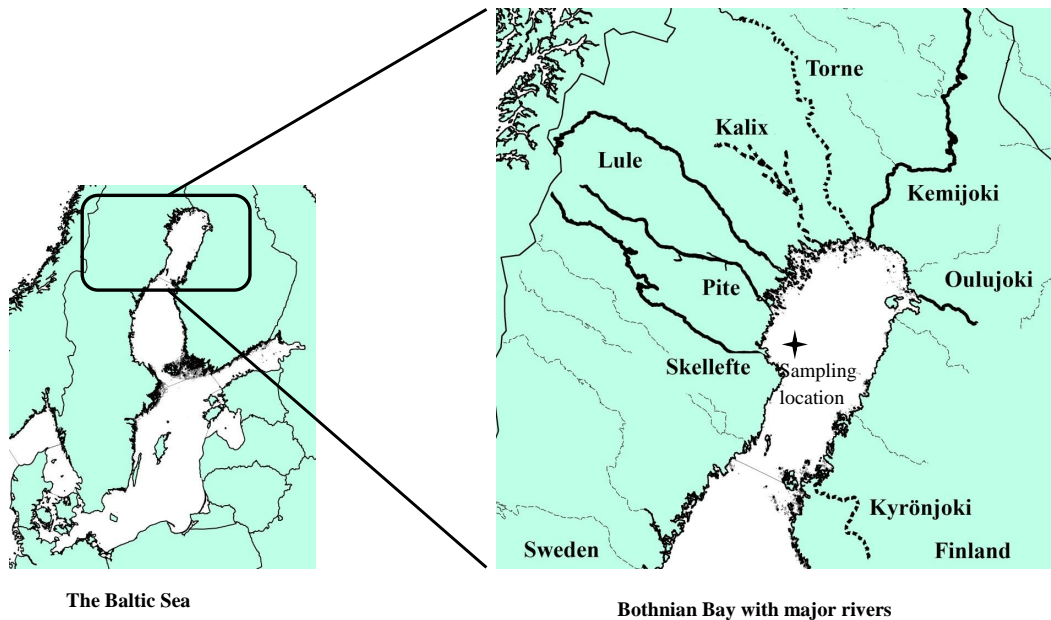 Torne
Kalix
Lule
Kemijoki
Oulujoki
Pite
Skellefte
Sampling
location
Kyrönjoki
Sweden
Finland
The Baltic Sea
Bothnian Bay with major rivers